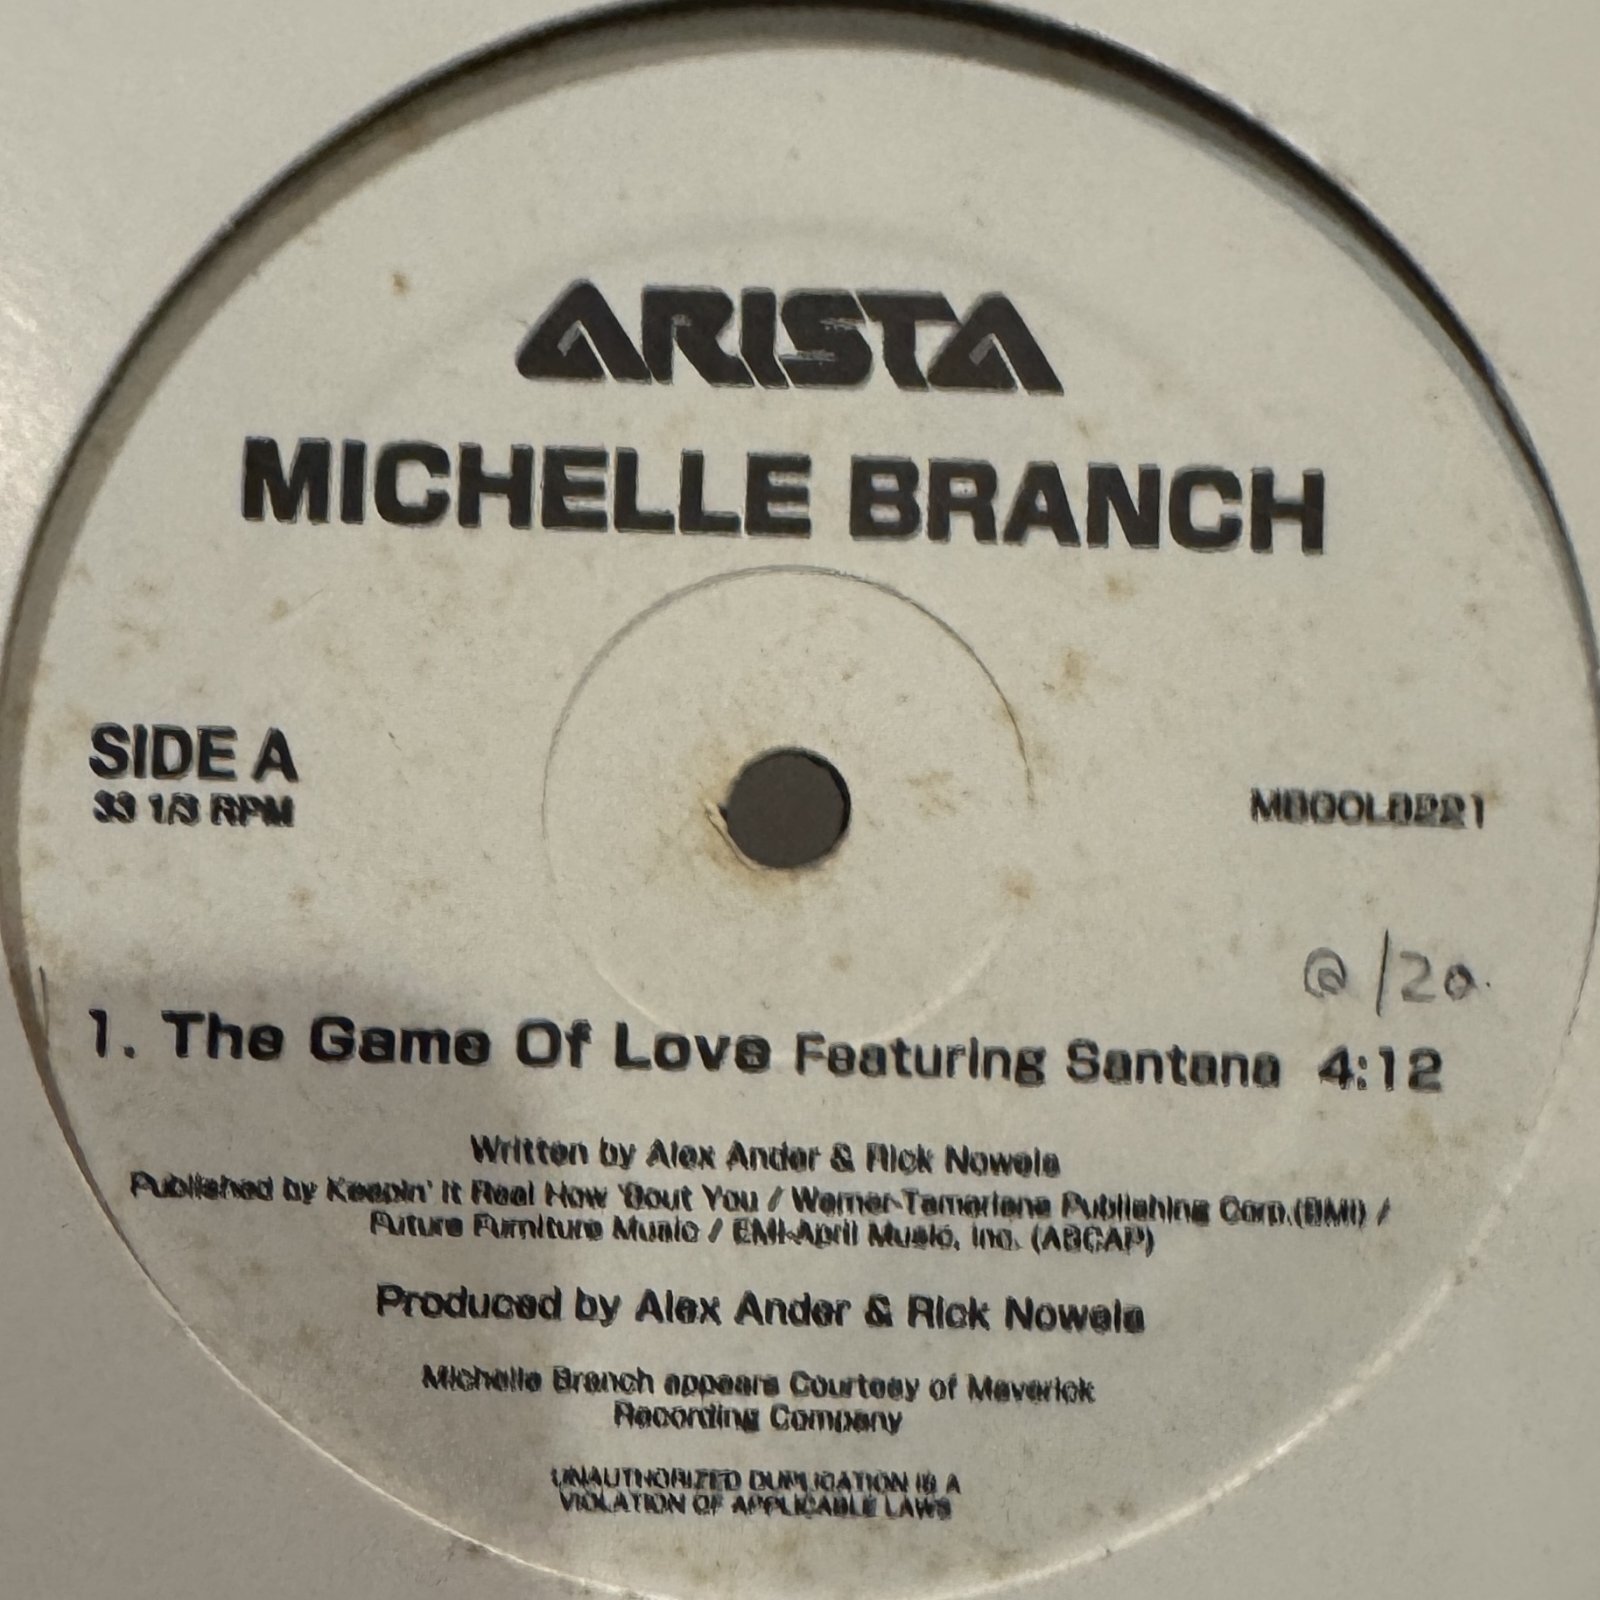 ARISTA
MICHELLE BRANCH
SIDE A
33 1/3 RPM
/20
1. The Game Of Love Featuring Santana 4:12
Written by Alex Ander & Rick Nowels
Published by Keepin' It Real How 'Bout You / Warner-Tamerlane Publishing Corp.(BMI) /
Future Furniture Music / EMI-April Music, Inc. (ASCAP)
Produced by Alex Ander & Rick Nowels
Michelle Branch appears Courtesy of Maverick
Recording Company
UNAUTHORIZED DUPLICATION IS A
VIOLATION OF APPLICABLE LAWS